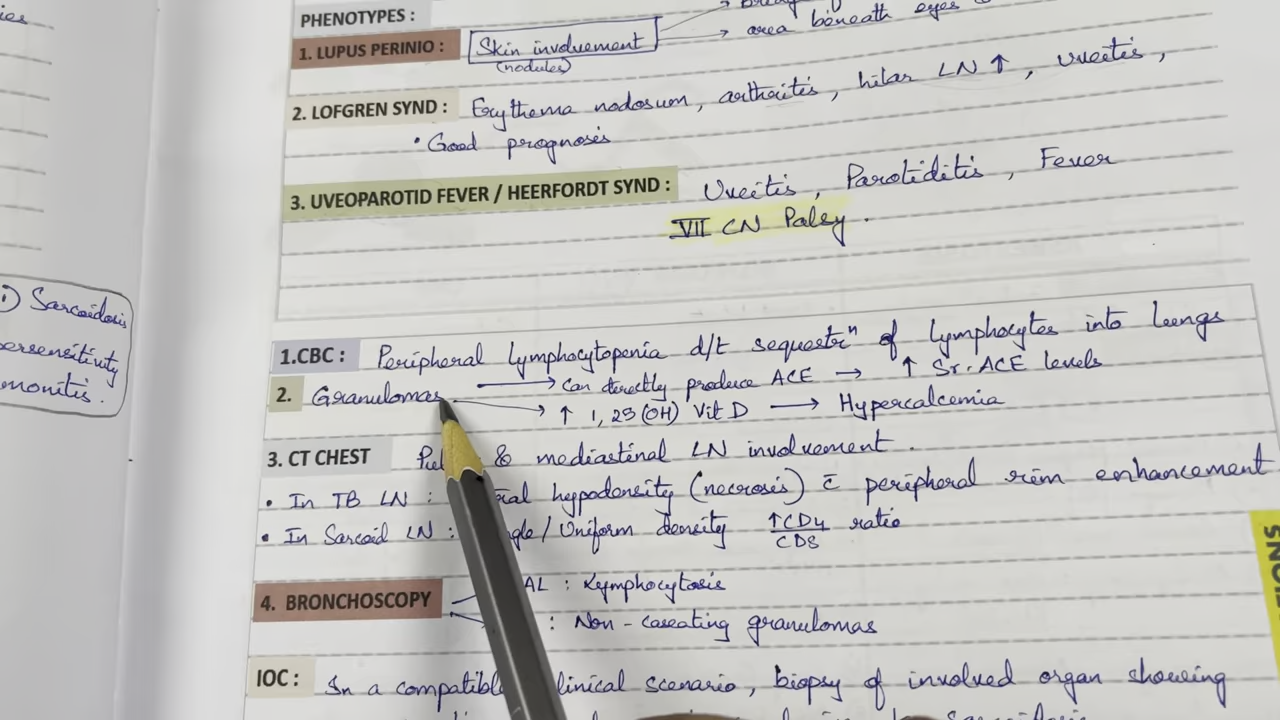 PHENOTYPES :
1. LUPUS PERINIO : Skin involvement
(nodules)
→ area beneath eyes
2. LOFGREN SYND : Erythema nodosum, arthritis, hilar LN ↑, uveitis,
• Good prognosis
3. UVEOPAROTID FEVER / HEERFORDT SYND : Uveitis, Parotiditis, Fever
VII CN Palsy.
1) Sarcoidosis
1.CBC : Peripheral lymphocytopenia d/t sequestrⁿ of lymphocytes into lungs
2. Granulomas → can directly produce ACE → ↑ Sr. ACE levels
→ ↑ 1, 25 (OH) Vit D → Hypercalcemia
3. CT CHEST & mediastinal LN involvement.
• In TB LN : hypodensity (necrosis) c̄ peripheral rim enhancement
• In Sarcoid LN : / Uniform density ↑CD4/CD8 ratio
4. BRONCHOSCOPY AL : Lymphocytosis
: Non-caseating granulomas
IOC : In a compatible clinical scenario, biopsy of involved organ showing